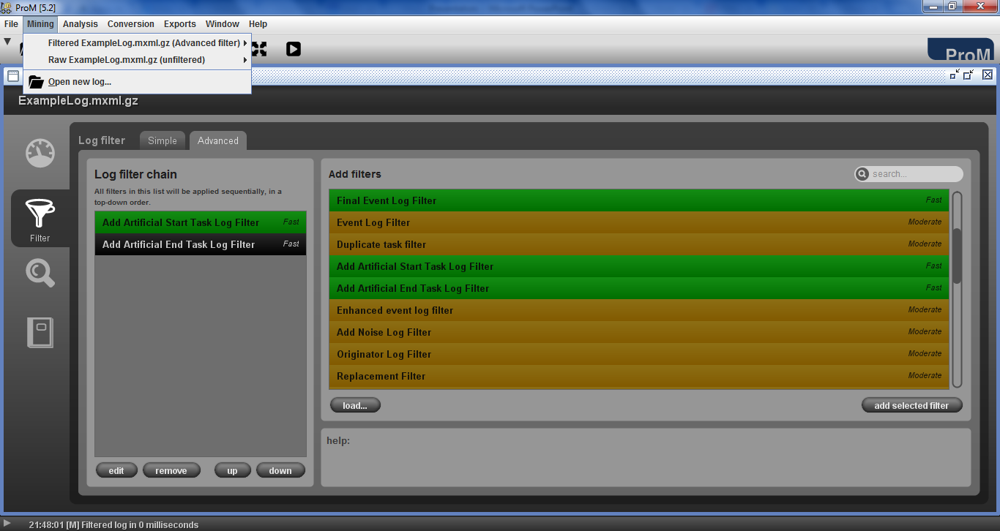 ProM [5.2]
File Mining Analysis Conversion Exports Window Help
Filtered ExampleLog.mxml.gz (Advanced filter)
Raw ExampleLog.mxml.gz (unfiltered)
Open new log...
ProM
ExampleLog.mxml.gz
Log filter Simple Advanced
Filter
Log filter chain
All filters in this list will be applied sequentially, in a
top-down order.
Add Artificial Start Task Log Filter Fast
Add Artificial End Task Log Filter Fast
edit remove up down
Add filters
search...
Final Event Log Filter Fast
Event Log Filter Moderate
Duplicate task filter Moderate
Add Artificial Start Task Log Filter Fast
Add Artificial End Task Log Filter Fast
Enhanced event log filter Moderate
Add Noise Log Filter Moderate
Originator Log Filter Moderate
Replacement Filter Moderate
load... add selected filter
help:
21:48:01 [M] Filtered log in 0 milliseconds